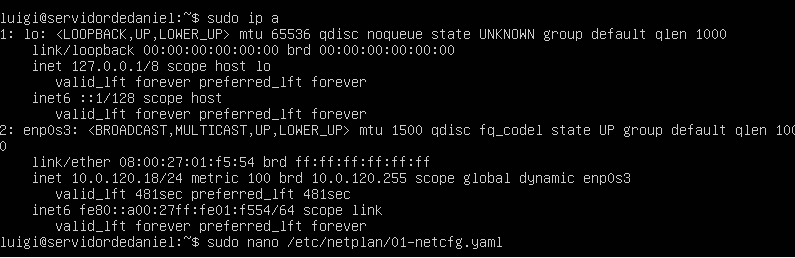 luigi@servidordedaniel:~$ sudo ip a
1: lo: <LOOPBACK,UP,LOWER_UP> mtu 65536 qdisc noqueue state UNKNOWN group default qlen 1000
    link/loopback 00:00:00:00:00:00 brd 00:00:00:00:00:00
    inet 127.0.0.1/8 scope host lo
       valid_lft forever preferred_lft forever
    inet6 ::1/128 scope host
       valid_lft forever preferred_lft forever
2: enp0s3: <BROADCAST,MULTICAST,UP,LOWER_UP> mtu 1500 qdisc fq_codel state UP group default qlen 100
0
    link/ether 08:00:27:01:f5:54 brd ff:ff:ff:ff:ff:ff
    inet 10.0.120.18/24 metric 100 brd 10.0.120.255 scope global dynamic enp0s3
       valid_lft 481sec preferred_lft 481sec
    inet6 fe80::a00:27ff:fe01:f554/64 scope link
       valid_lft forever preferred_lft forever
luigi@servidordedaniel:~$ sudo nano /etc/netplan/01-netcfg.yaml